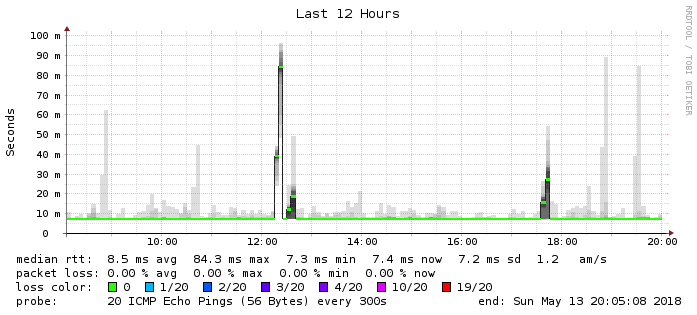 Last 12 Hours
RRDTOOL / TOBI OETIKER
Seconds
100 m
90 m
80 m
70 m
60 m
50 m
40 m
30 m
20 m
10 m
0
10:00 12:00 14:00 16:00 18:00 20:00
median rtt: 8.5 ms avg 84.3 ms max 7.3 ms min 7.4 ms now 7.2 ms sd 1.2 am/s
packet loss: 0.00 % avg 0.00 % max 0.00 % min 0.00 % now
loss color: 0 1/20 2/20 3/20 4/20 10/20 19/20
probe: 20 ICMP Echo Pings (56 Bytes) every 300s end: Sun May 13 20:05:08 2018